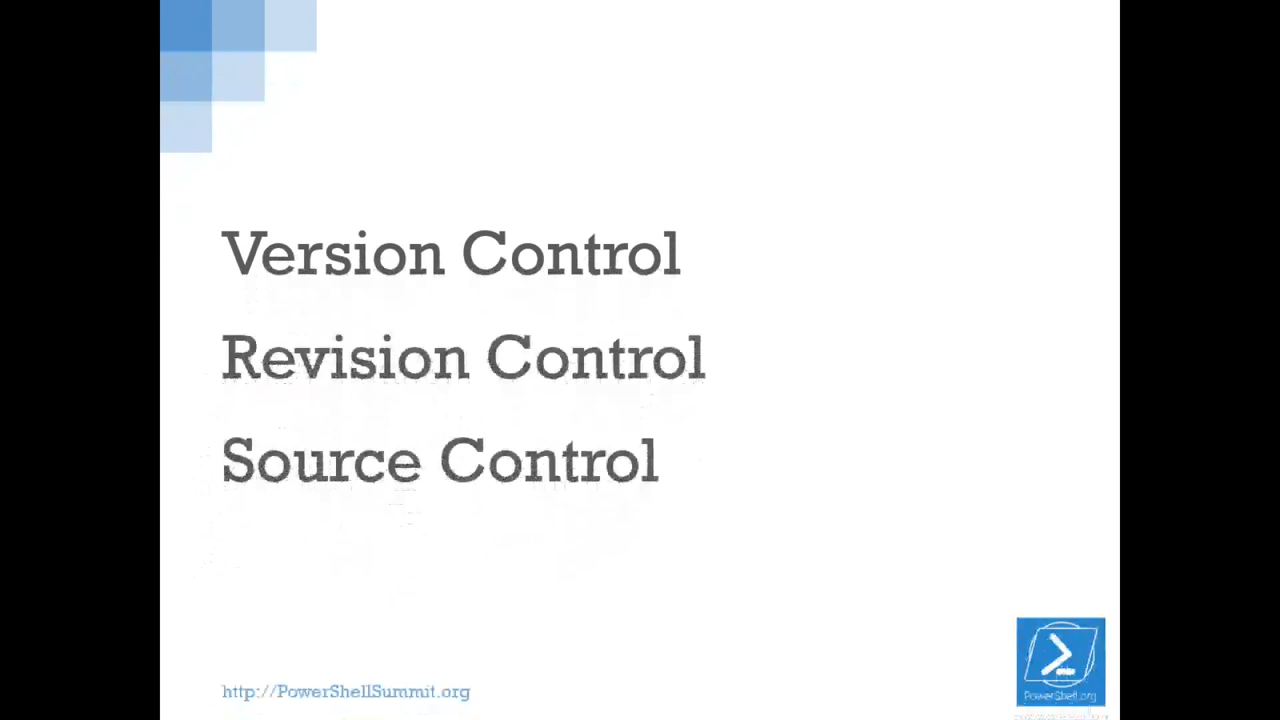 Version Control
Revision Control
Source Control
http://PowerShellSummit.org
PowerShell.org